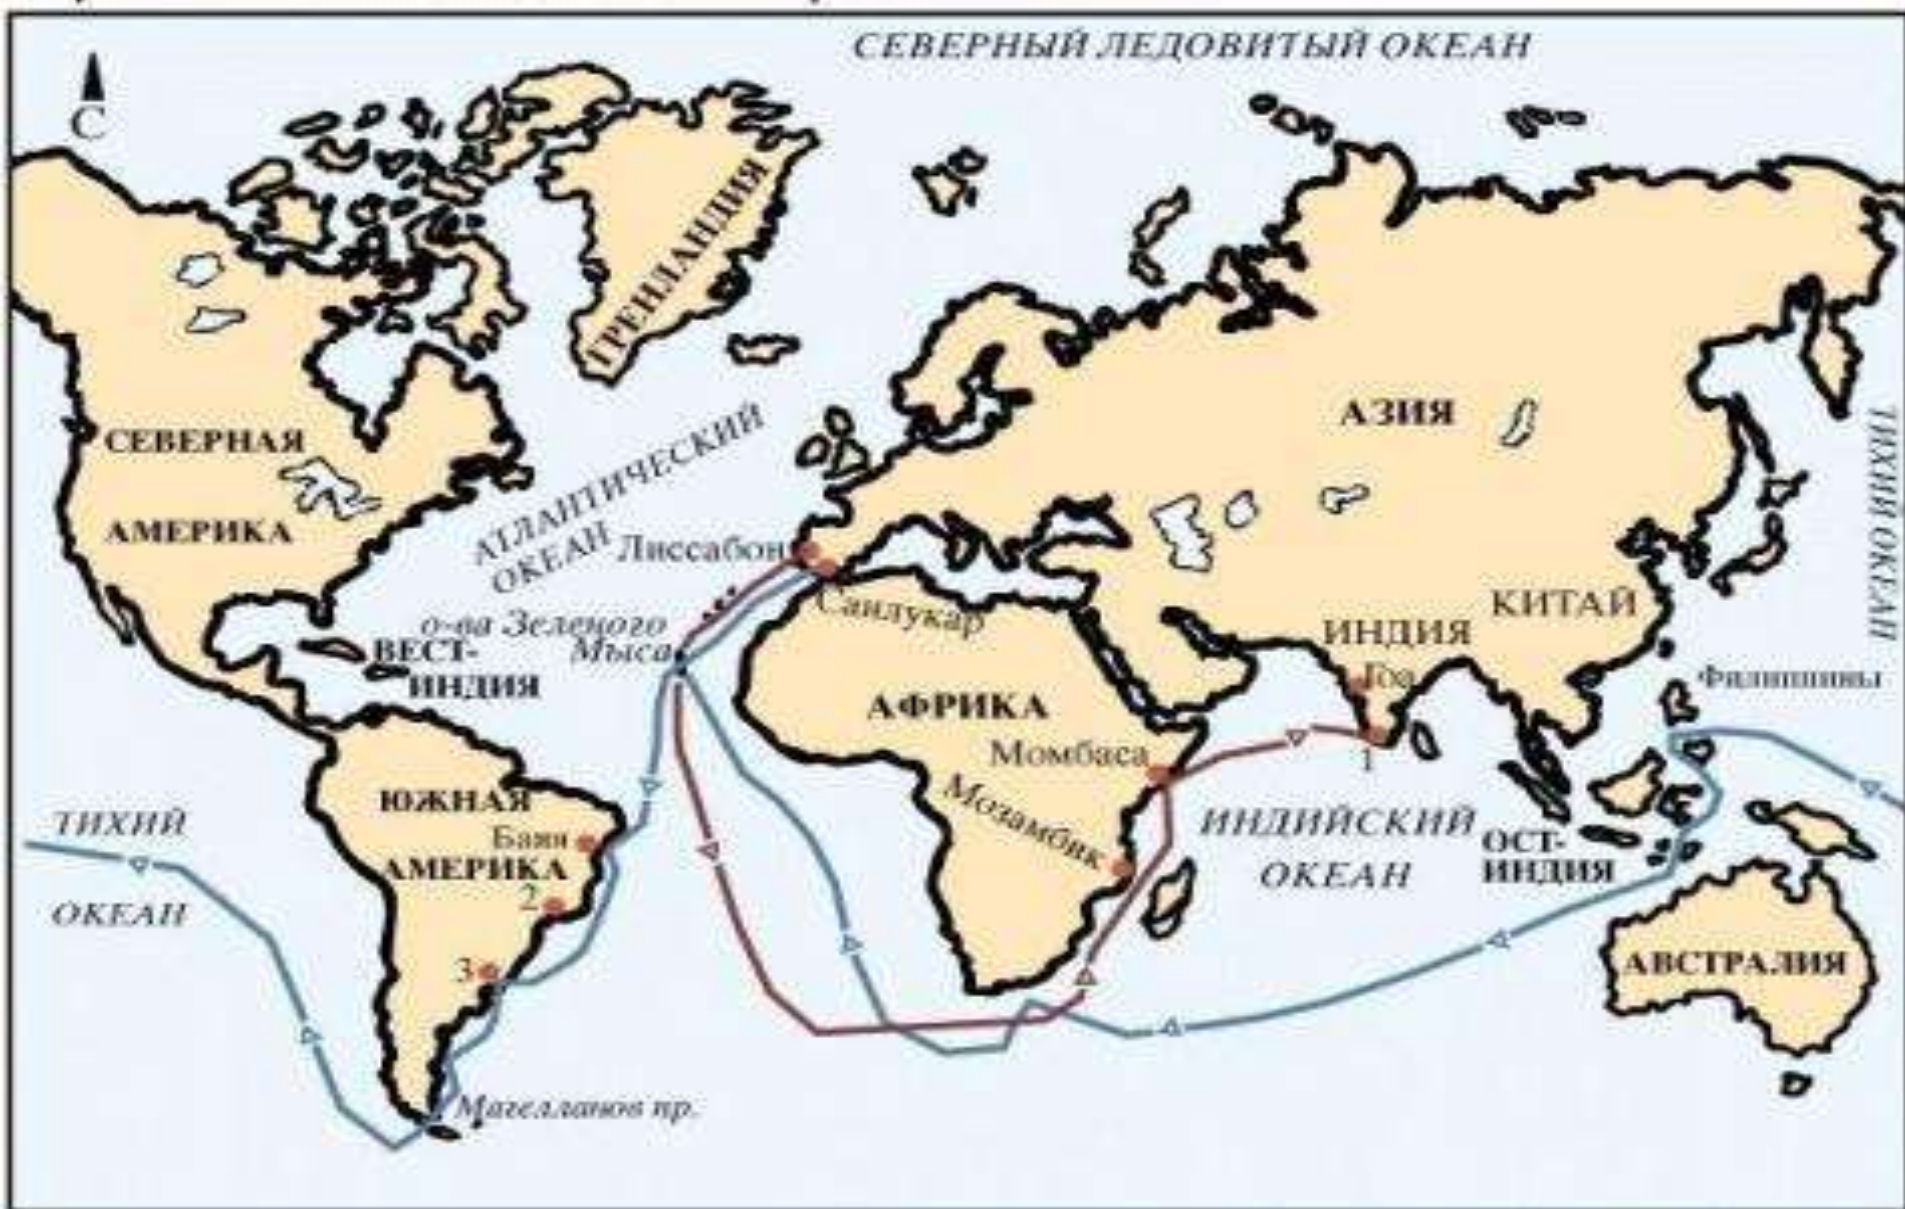 СЕВЕРНЫЙ ЛЕДОВИТЫЙ ОКЕАН
С
ГРЕНЛАНДИЯ
СЕВЕРНАЯ
АМЕРИКА
АТЛАНТИЧЕСКИЙ
ОКЕАН
АЗИЯ
ТИХИЙ ОКЕАН
Лиссабон
Санлукар
о-ва Зеленого
Мыса
ВЕСТ-
ИНДИЯ
КИТАЙ
ИНДИЯ
Гоа
Филиппины
АФРИКА
Момбаса
1
Мозамбик
ЮЖНАЯ
АМЕРИКА
Баия
2
3
ТИХИЙ
ОКЕАН
ИНДИЙСКИЙ
ОКЕАН
ОСТ-
ИНДИЯ
АВСТРАЛИЯ
Магелланов пр.